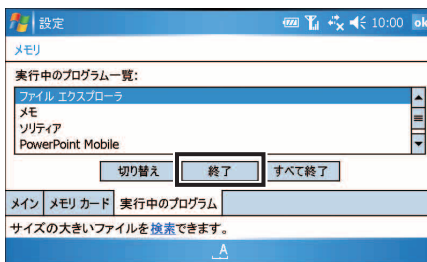 設定 10:00 ok
メモリ
実行中のプログラム一覧:
ファイル エクスプローラ
メモ
ソリティア
PowerPoint Mobile
切り替え 終了 すべて終了
メイン メモリ カード 実行中のプログラム
サイズの大きいファイルを検索できます。
A